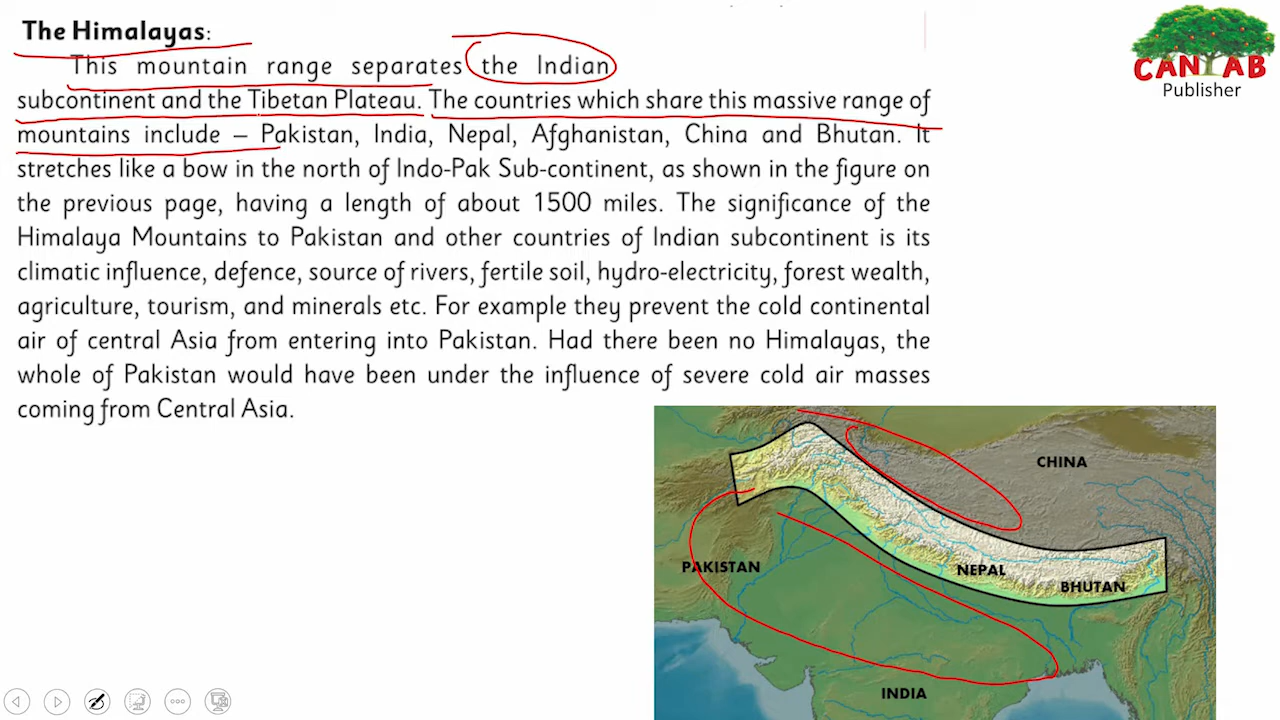 The Himalayas:
This mountain range separates the Indian
subcontinent and the Tibetan Plateau. The countries which share this massive range of
mountains include – Pakistan, India, Nepal, Afghanistan, China and Bhutan. It
stretches like a bow in the north of Indo-Pak Sub-continent, as shown in the figure on
the previous page, having a length of about 1500 miles. The significance of the
Himalaya Mountains to Pakistan and other countries of Indian subcontinent is its
climatic influence, defence, source of rivers, fertile soil, hydro-electricity, forest wealth,
agriculture, tourism, and minerals etc. For example they prevent the cold continental
air of central Asia from entering into Pakistan. Had there been no Himalayas, the
whole of Pakistan would have been under the influence of severe cold air masses
coming from Central Asia.
CANTAB
Publisher
CHINA
PAKISTAN
NEPAL
BHUTAN
INDIA